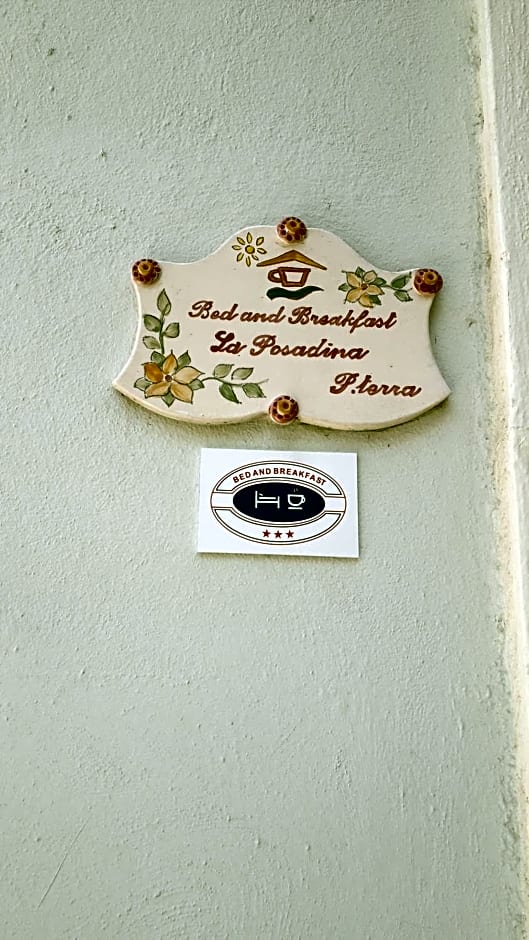 Bed and Breakfast
La Posadina
P.terra
BED AND BREAKFAST